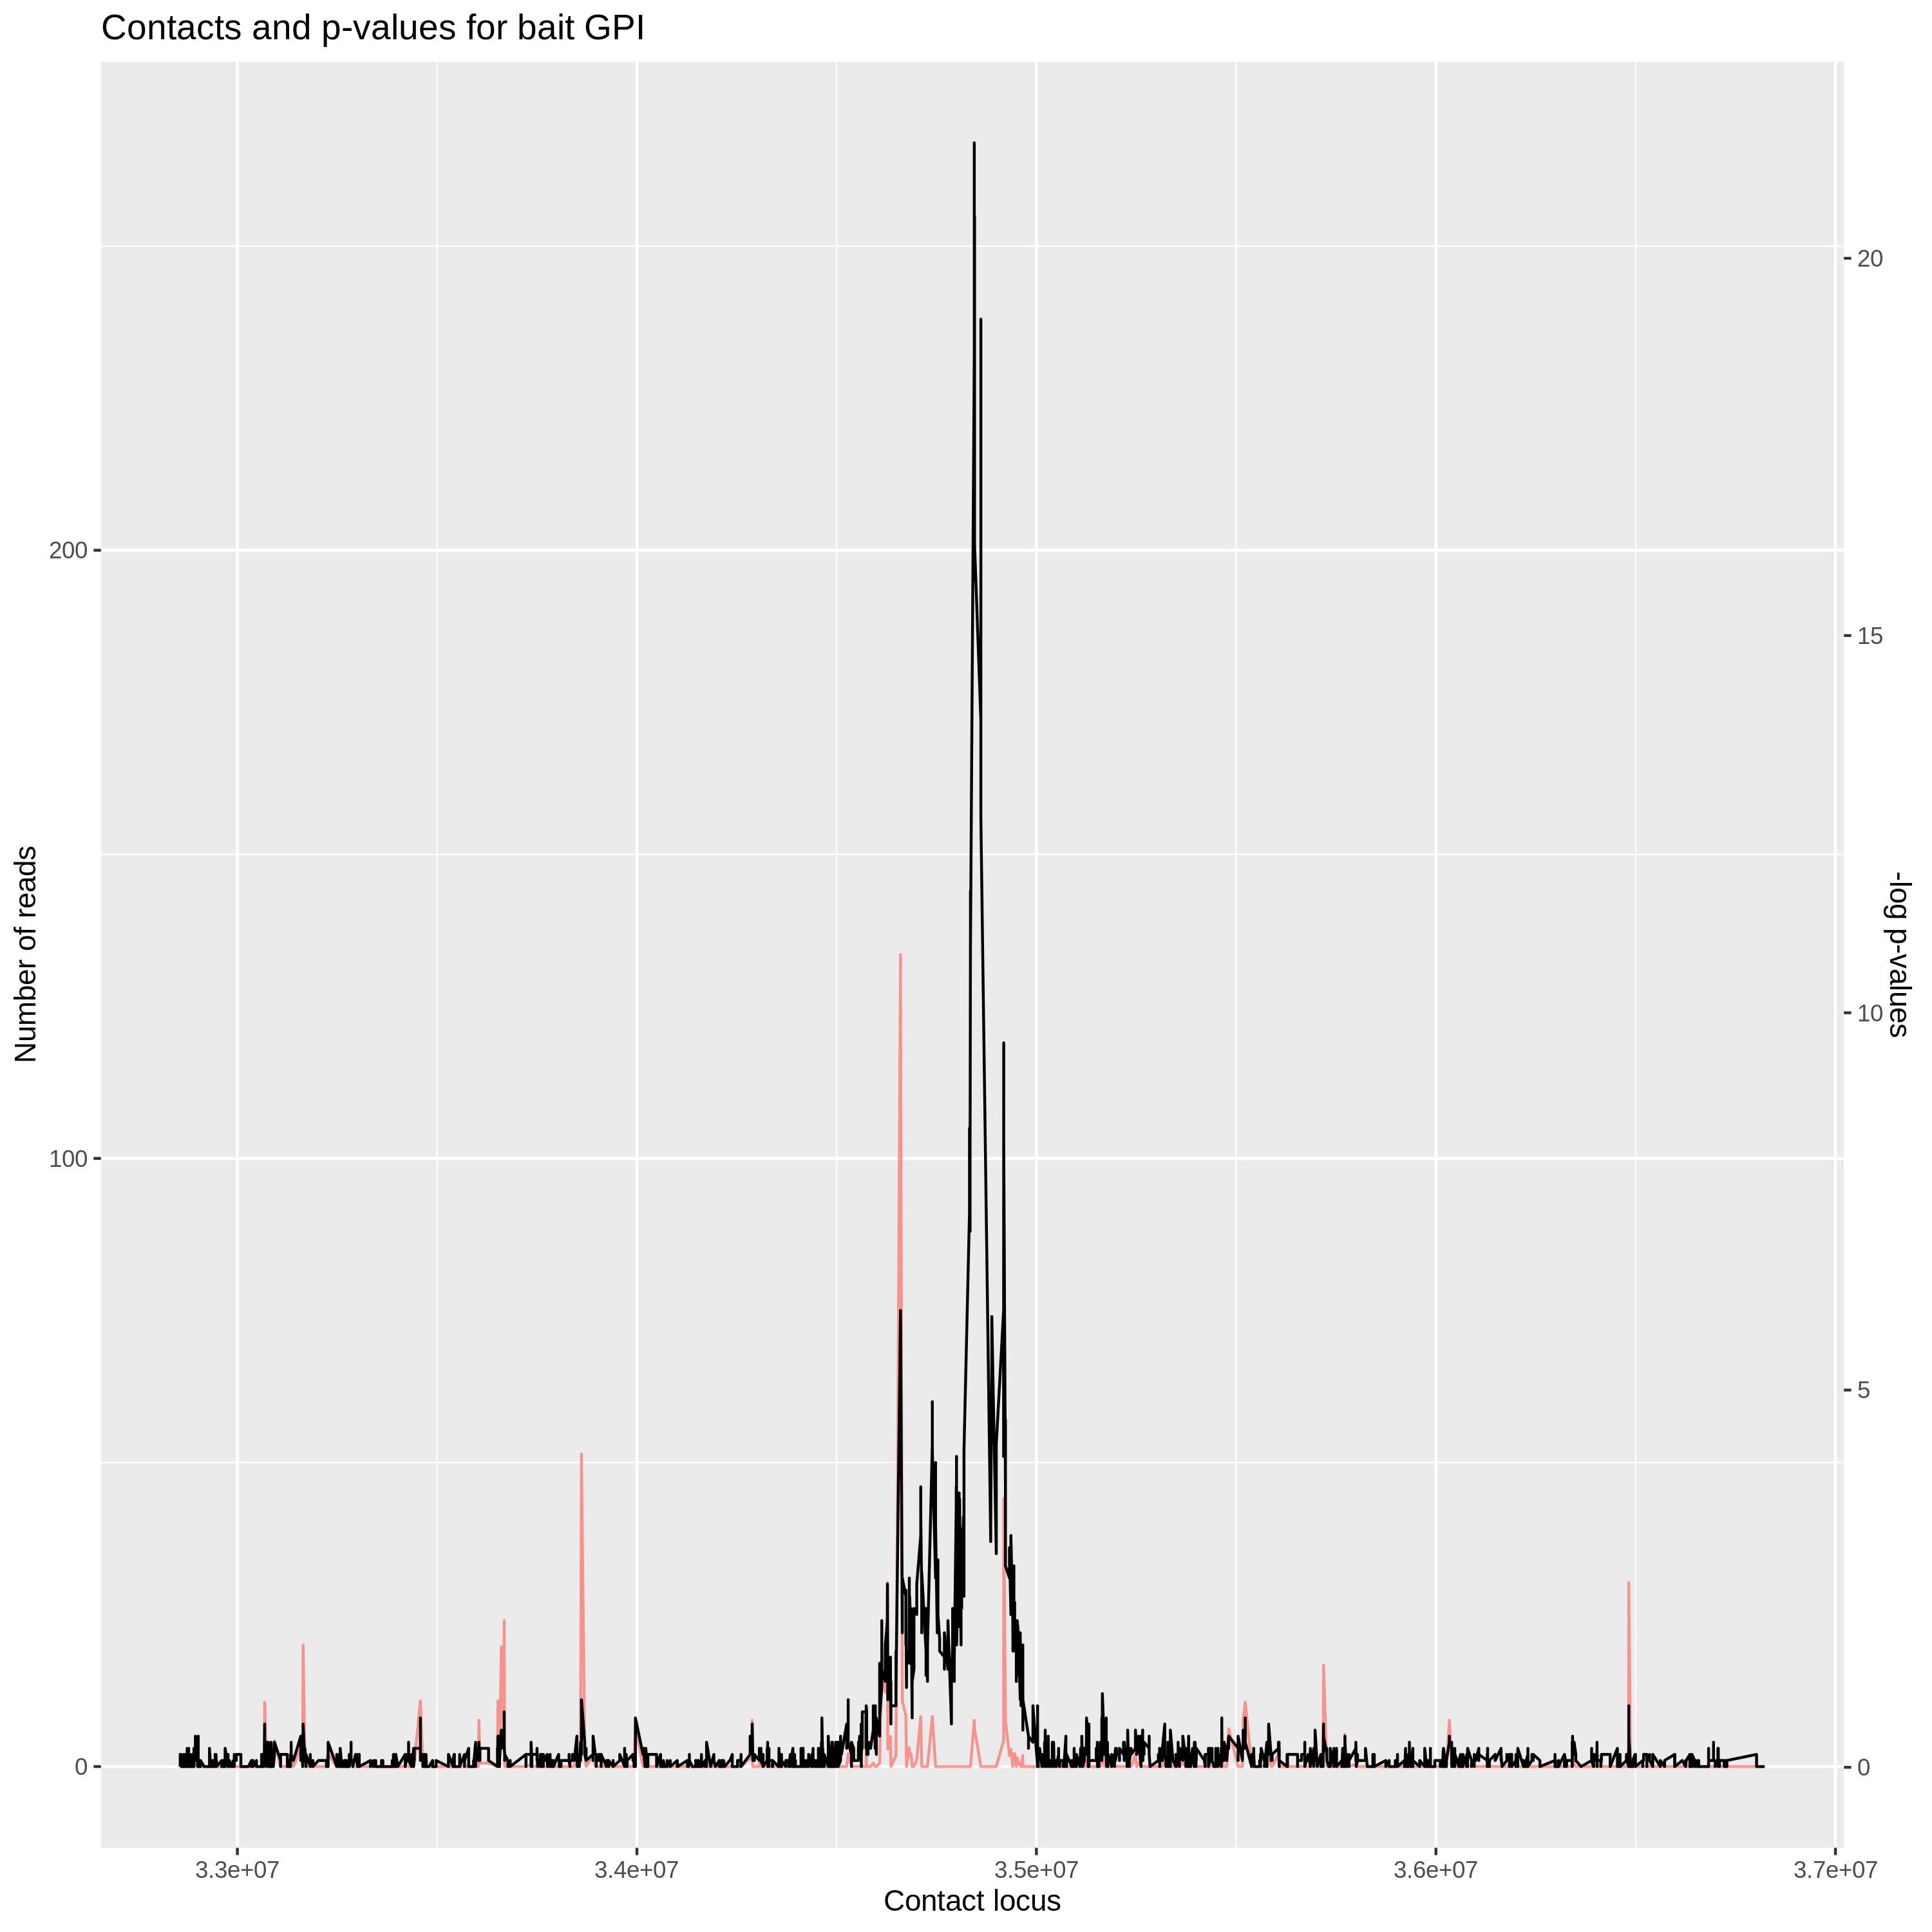 Contacts and p-values for bait GPI
Number of reads
200
100
0
20
15
10
5
0
-log p-values
3.3e+07
3.4e+07
3.5e+07
3.6e+07
3.7e+07
Contact locus